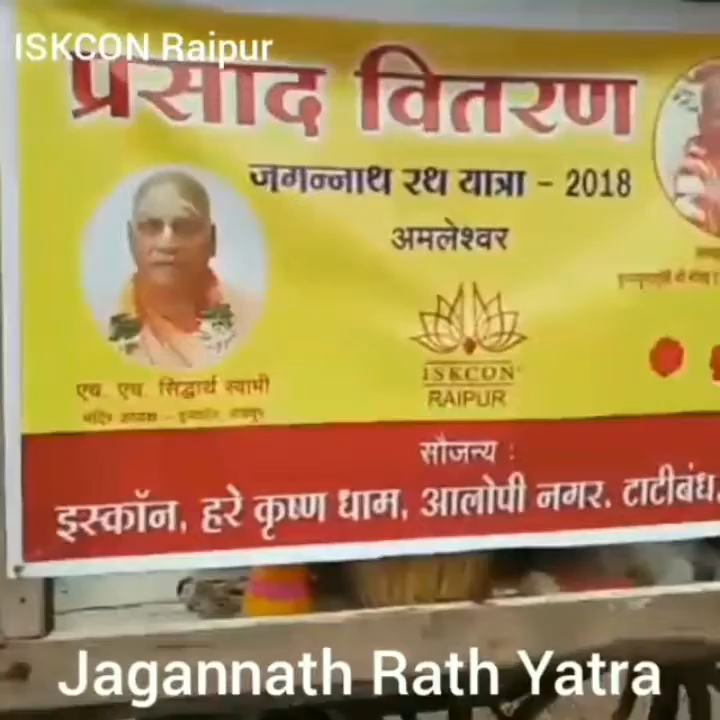 ISKCON Raipur
प्रसाद वितरण
जगन्नाथ रथ यात्रा - 2018
अमलेश्वर
ISKCON
RAIPUR
एच. एच. सिद्धार्थ स्वामी
सौजन्य :
इस्कॉन, हरे कृष्ण धाम, आलोपी नगर, टाटीबंध,
Jagannath Rath Yatra